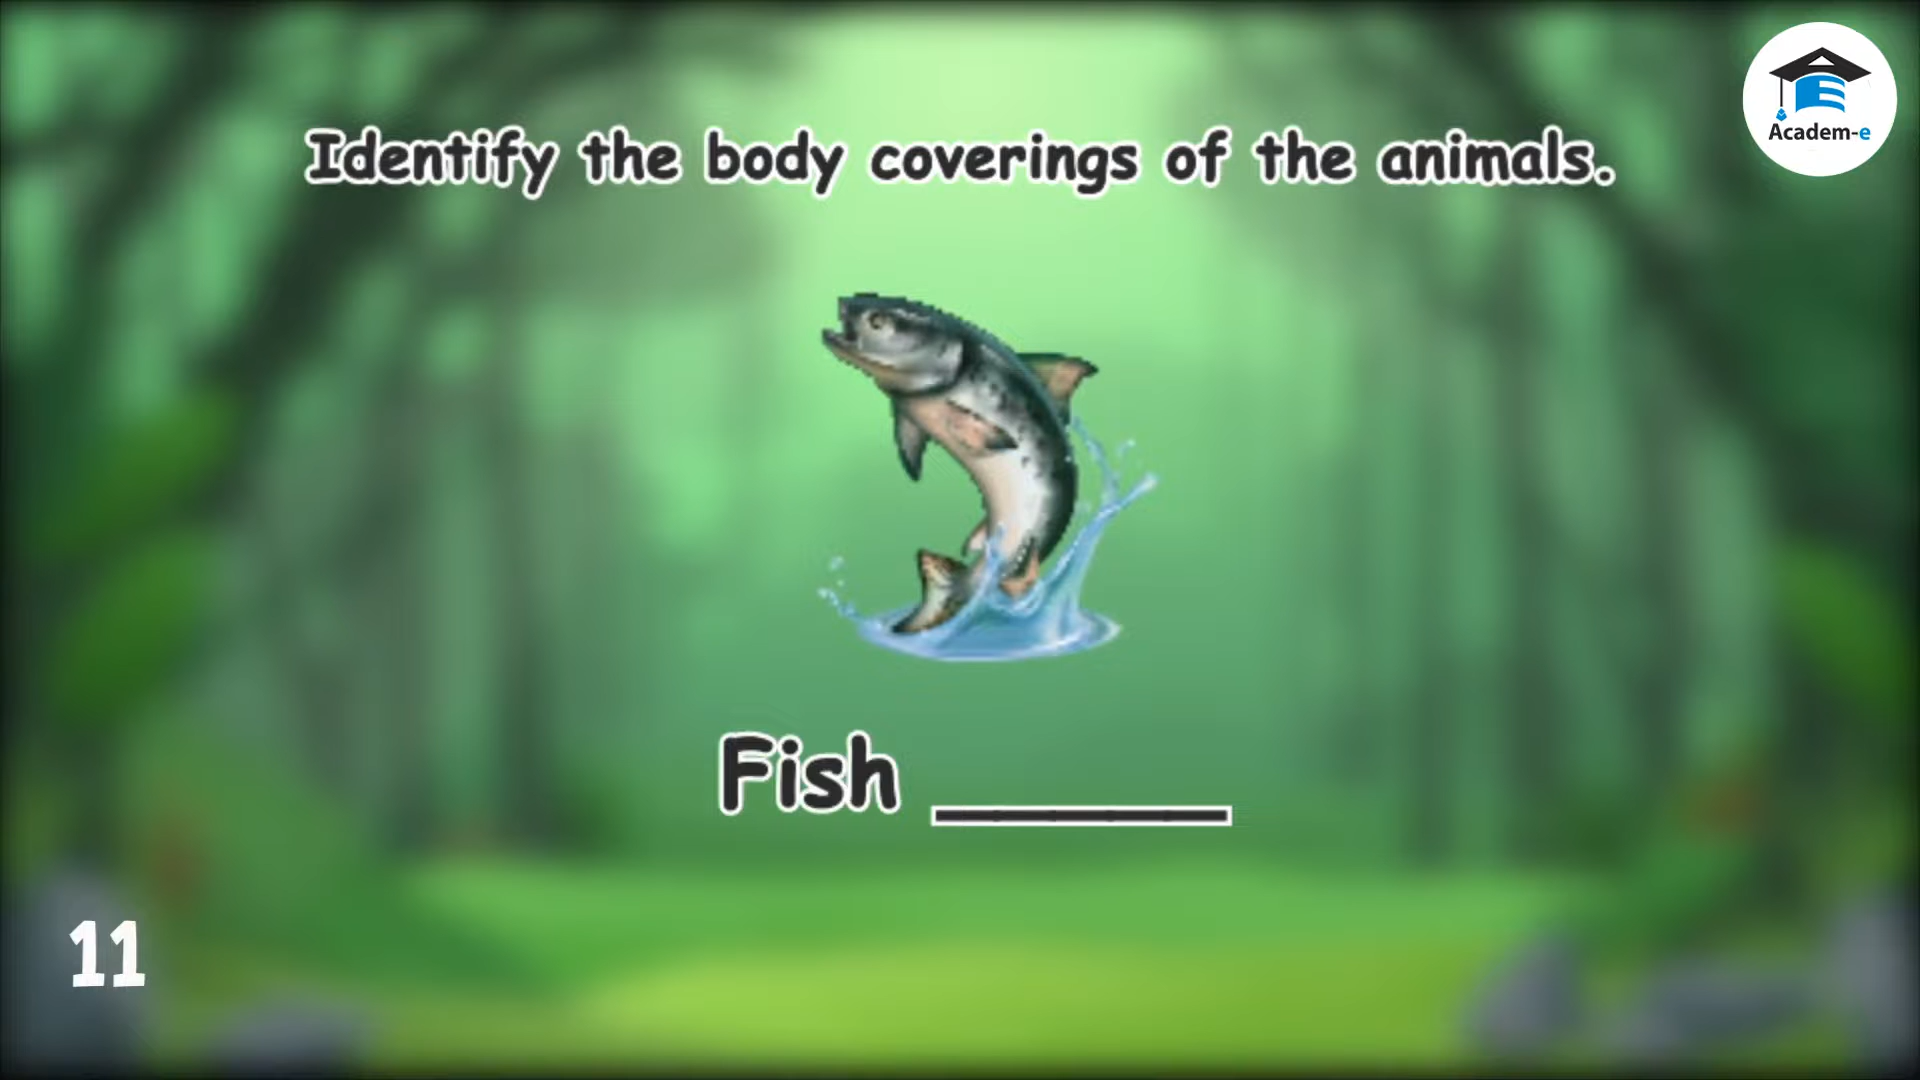 Academ-e
Identify the body coverings of the animals.
Fish ______
11